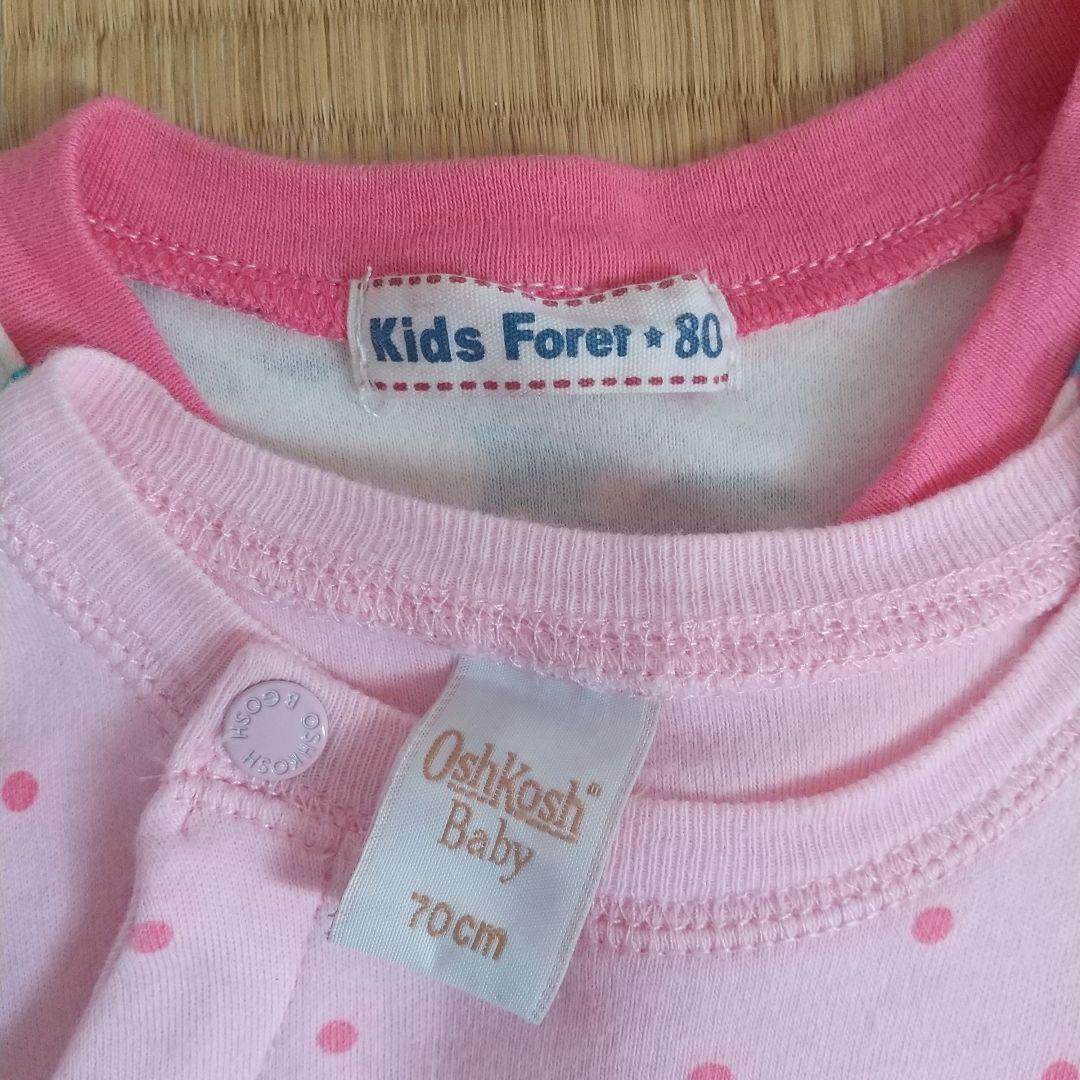 Kids Foret ★ 80
OshKosh"
Baby
70cm
OSHKOSH B'GOSH